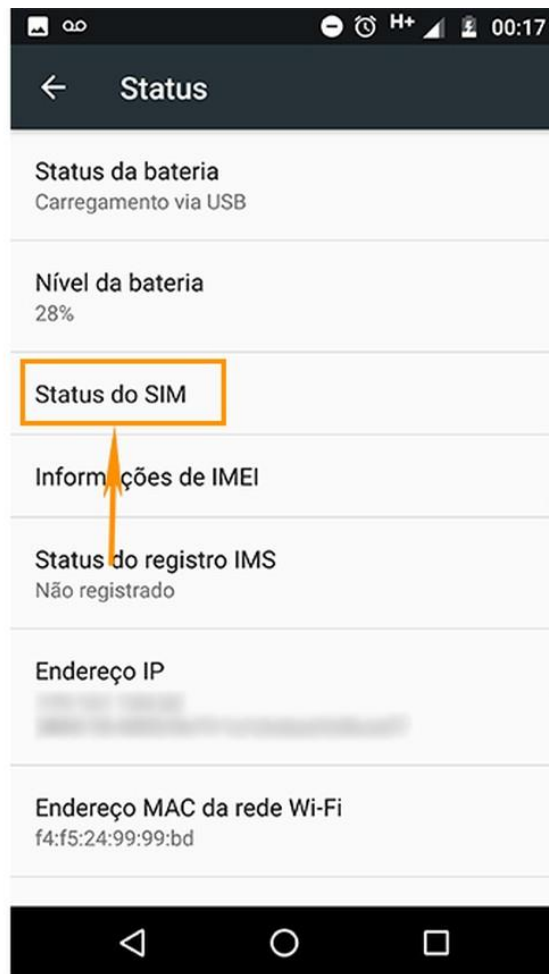 H+ 00:17
Status
Status da bateria
Carregamento via USB
Nível da bateria
28%
Status do SIM
Informações de IMEI
Status do registro IMS
Não registrado
Endereço IP
Endereço MAC da rede Wi-Fi
f4:f5:24:99:99:bd